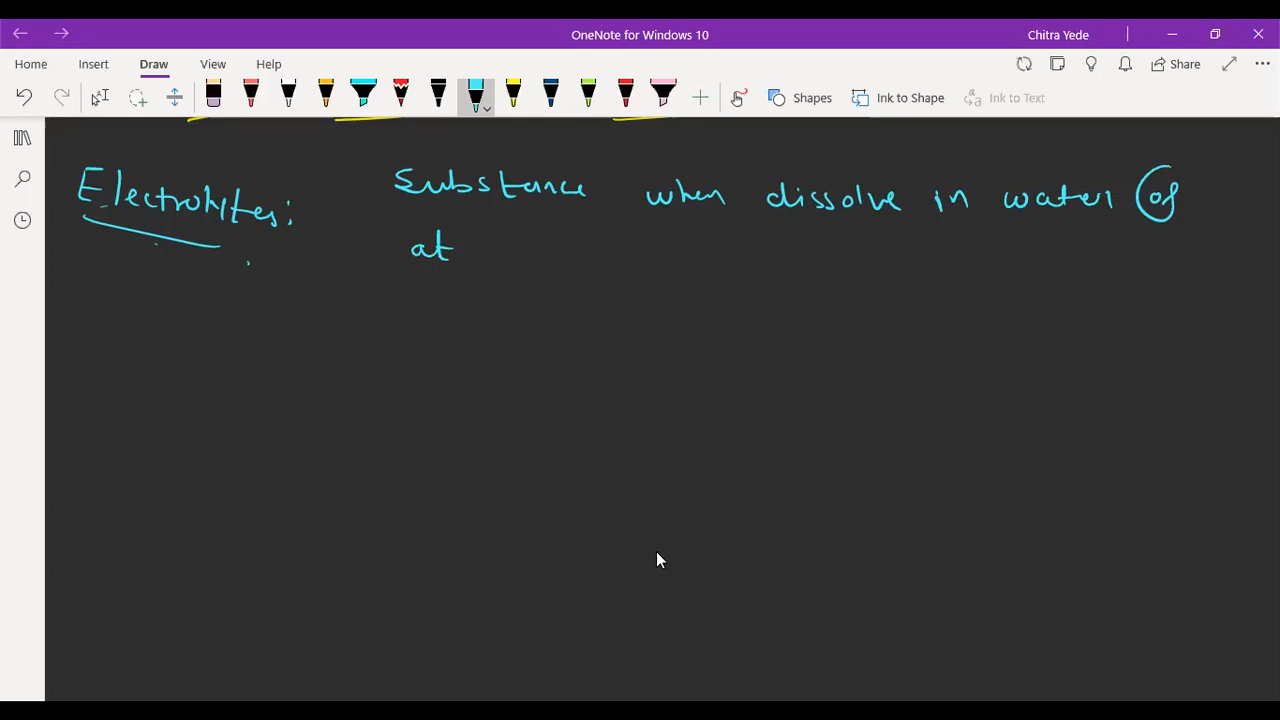 OneNote for Windows 10
Chitra Yede
Home Insert Draw View Help
Share
Shapes
Ink to Shape
Ink to Text
Electrolytes: Substance when dissolve in water (of
at